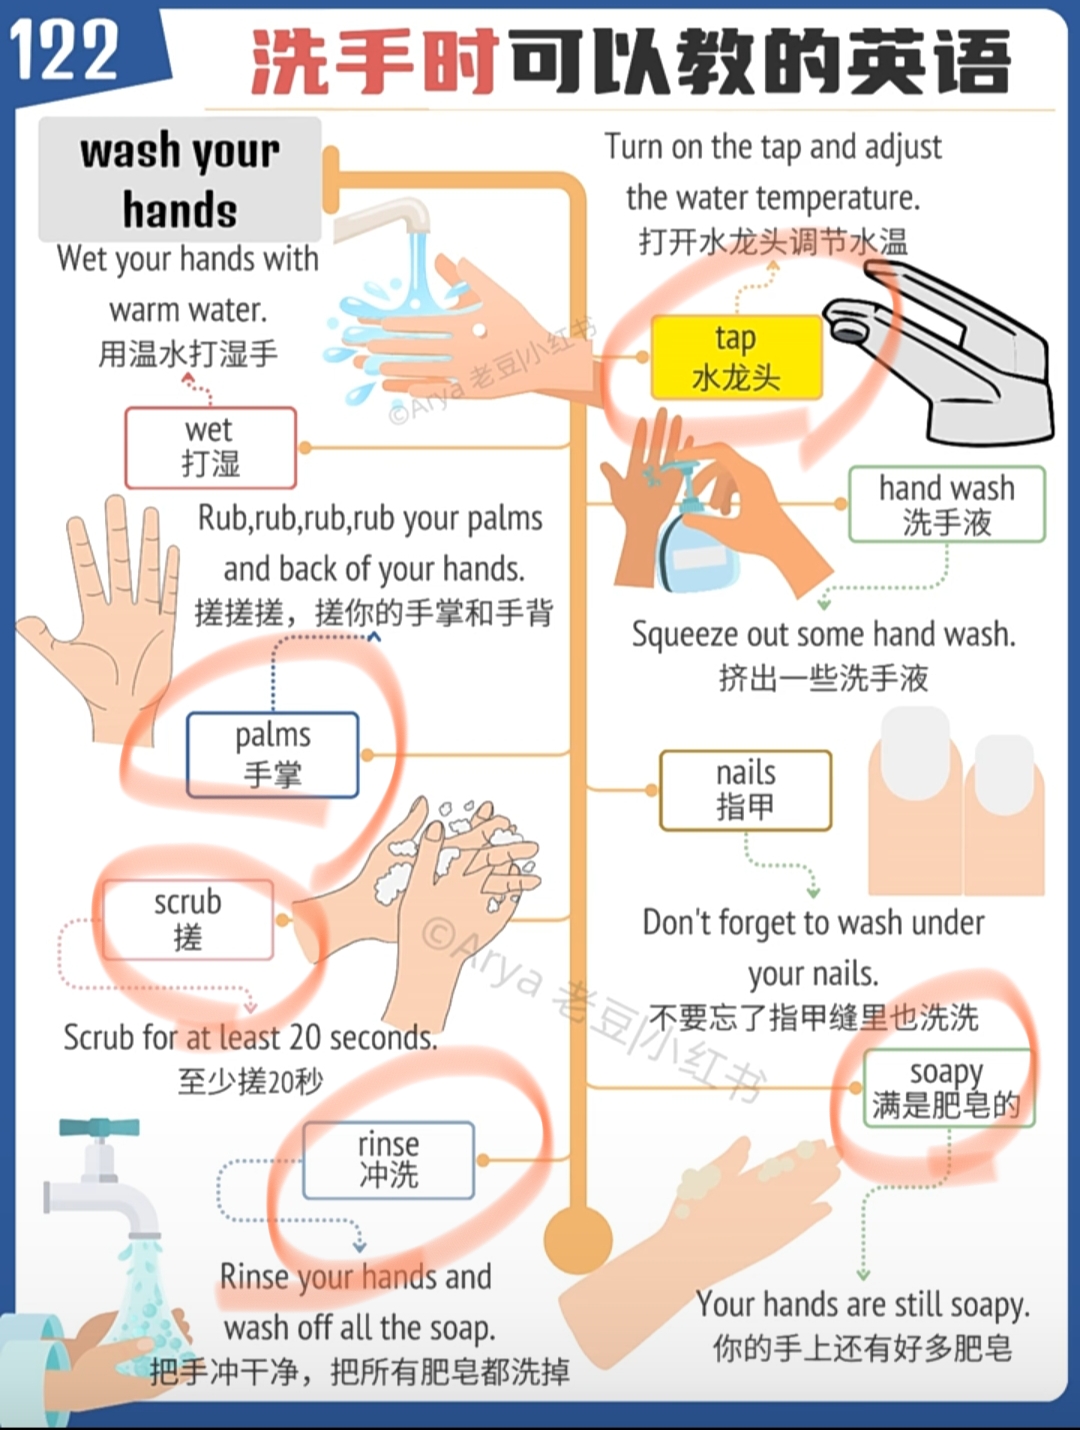 122
洗手时可以教的英语
wash your
hands
Wet your hands with
warm water.
用温水打湿手
wet
打湿
Turn on the tap and adjust
the water temperature.
打开水龙头调节水温
tap
水龙头
hand wash
洗手液
Squeeze out some hand wash.
挤出一些洗手液
Rub,rub,rub,rub your palms
and back of your hands.
搓搓搓，搓你的手掌和手背
palms
手掌
nails
指甲
Don't forget to wash under
your nails.
不要忘了指甲缝里也洗洗
scrub
搓
Scrub for at least 20 seconds.
至少搓20秒
soapy
满是肥皂的
Your hands are still soapy.
你的手上还有好多肥皂
rinse
冲洗
Rinse your hands and
wash off all the soap.
把手冲干净，把所有肥皂都洗掉
©Arya 老豆|小红书
©Arya 老豆|小红书